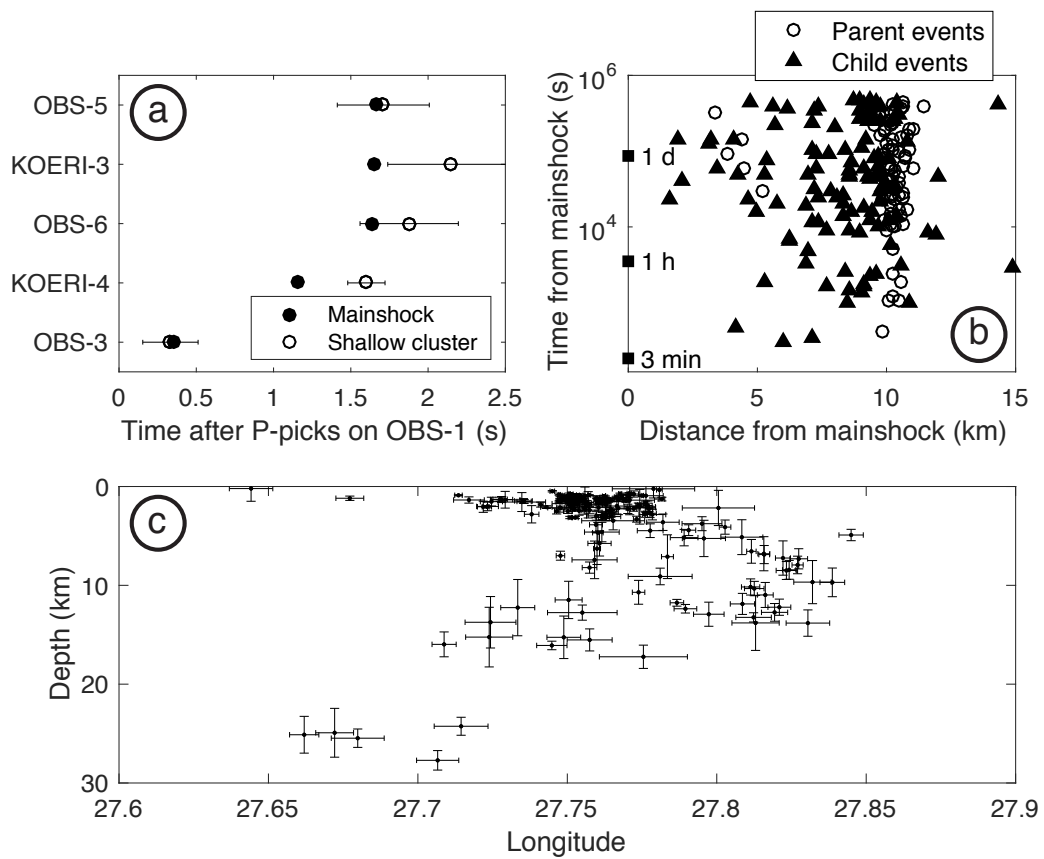 a
OBS-5
KOERI-3
OBS-6
KOERI-4
OBS-3
Mainshock
Shallow cluster
0
0.5
1
1.5
2
2.5
Time after P-picks on OBS-1 (s)
Parent events
Child events
b
10^6
10^4
1 d
1 h
3 min
Time from mainshock (s)
0
5
10
15
Distance from mainshock (km)
c
0
10
20
30
Depth (km)
27.6
27.65
27.7
27.75
27.8
27.85
27.9
Longitude